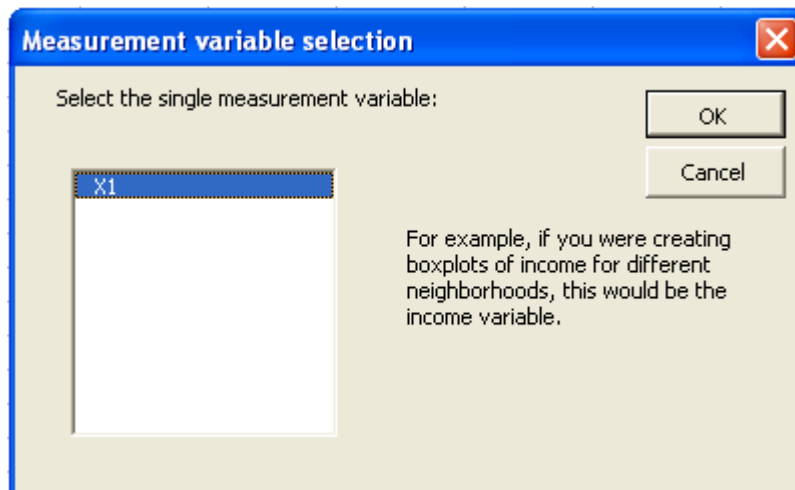 Measurement variable selection
Select the single measurement variable:
OK
Cancel
X1
For example, if you were creating
boxplots of income for different
neighborhoods, this would be the
income variable.